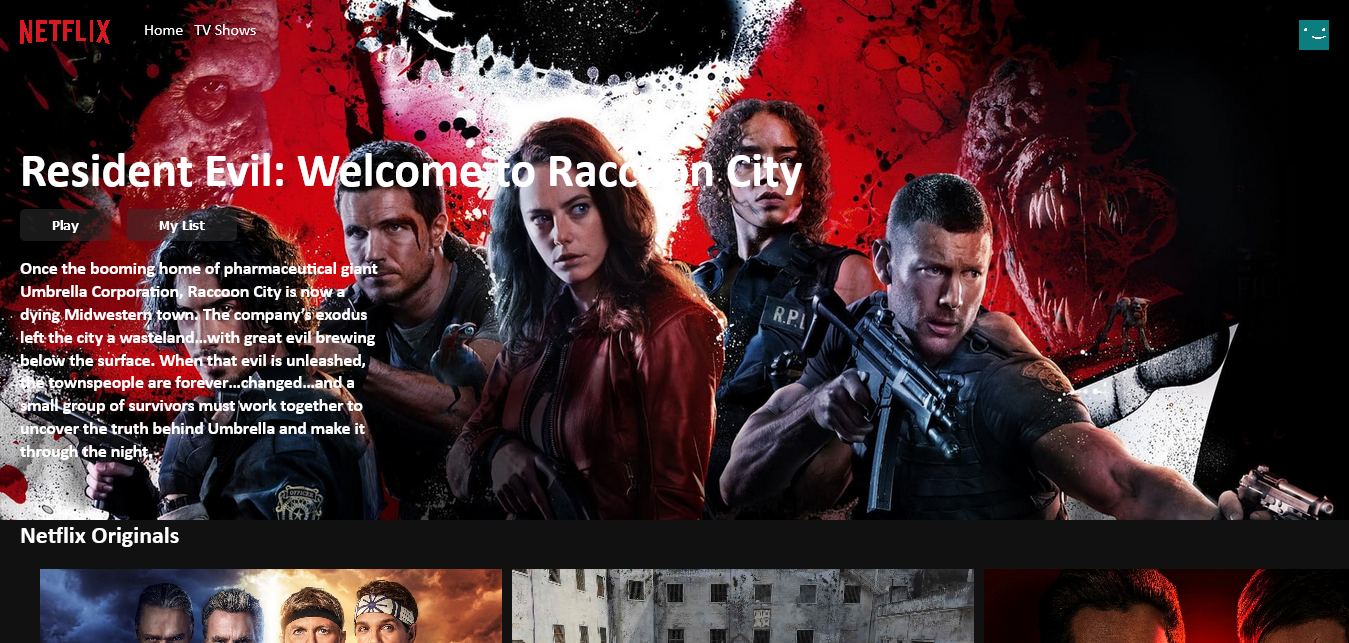 NETFLIX
Home TV Shows
Resident Evil: Welcome to Raccoon City
Play My List
Once the booming home of pharmaceutical giant
Umbrella Corporation, Raccoon City is now a
dying Midwestern town. The company's exodus
left the city a wasteland…with great evil brewing
below the surface. When that evil is unleashed,
the townspeople are forever…changed…and a
small group of survivors must work together to
uncover the truth behind Umbrella and make it
through the night.
R.P.
OFFICER
Netflix Originals